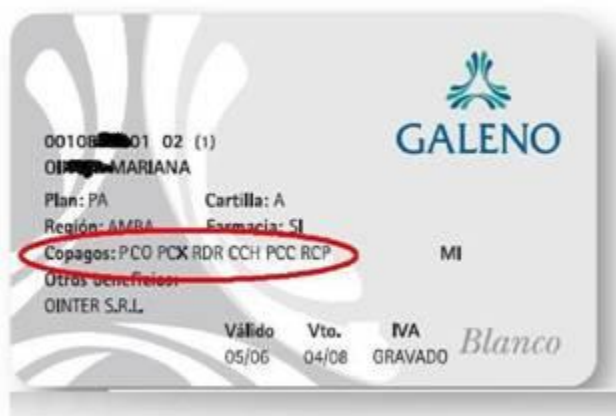 GALENO
0010 01 02 (1)
MARIANA
Plan: PA Cartilla: A
Región: AMBA Farmacia: SI
Copagos: PCO PCX RDR CCH PCC RCP MI
Otros beneficios:
OINTER S.R.L.
Válido Vto. IVA
05/06 04/08 GRAVADO Blanco